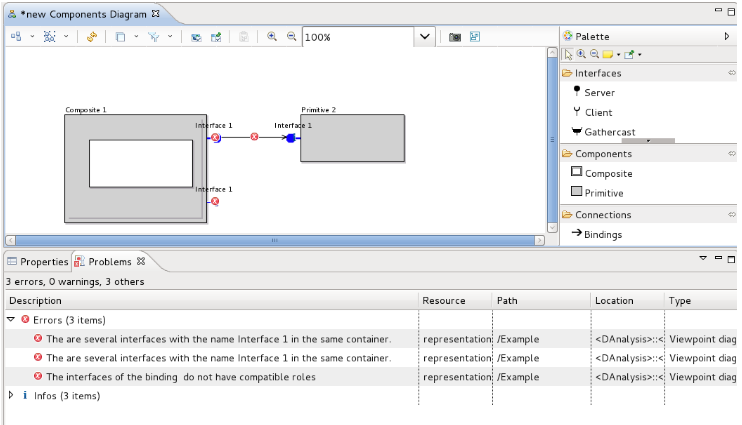 *new Components Diagram
100%
Palette
Interfaces
Server
Client
Gathercast
Components
Composite
Primitive
Connections
Bindings
Composite 1
Primitive 2
Interface 1
Interface 1
Interface 1
Properties
Problems
3 errors, 0 warnings, 3 others
Description Resource Path Location Type
Errors (3 items)
The are several interfaces with the name Interface 1 in the same container. representation /Example <DAnalysis>::< Viewpoint diag
The are several interfaces with the name Interface 1 in the same container. representation /Example <DAnalysis>::< Viewpoint diag
The interfaces of the binding do not have compatible roles representation /Example <DAnalysis>::< Viewpoint diag
Infos (3 items)